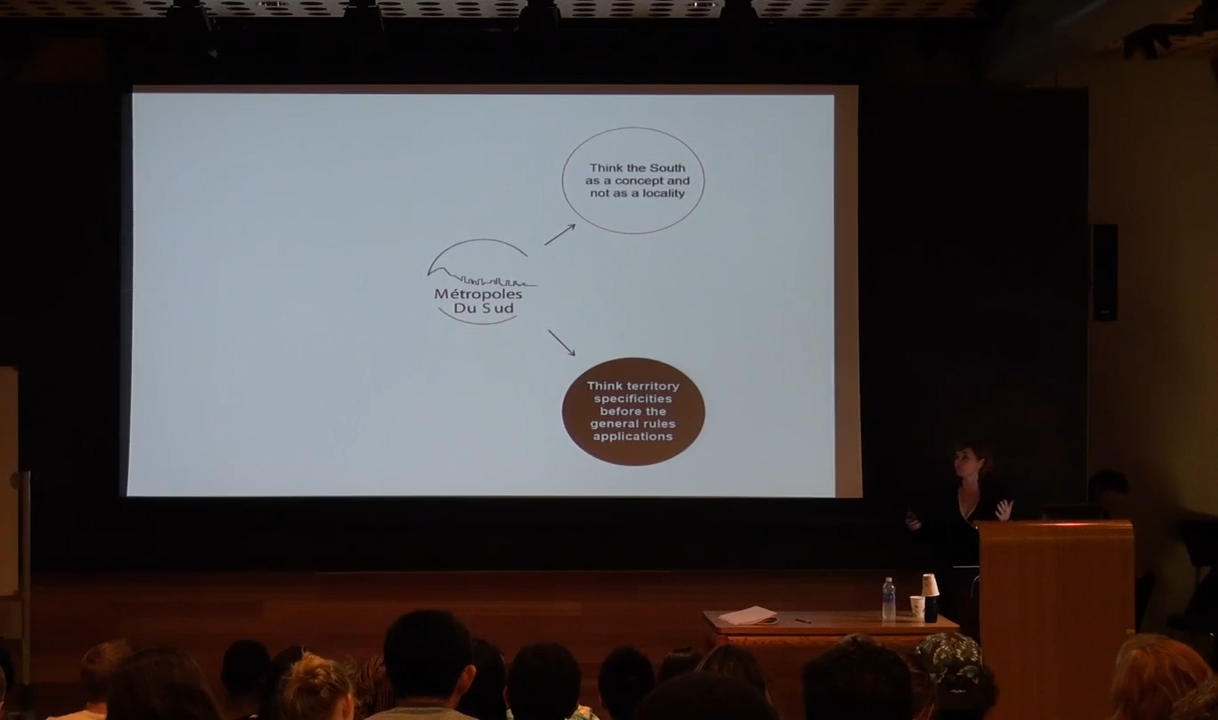 Think the South
as a concept and
not as a locality
Métropoles
Du Sud
Think territory
specificities
before the
general rules
applications